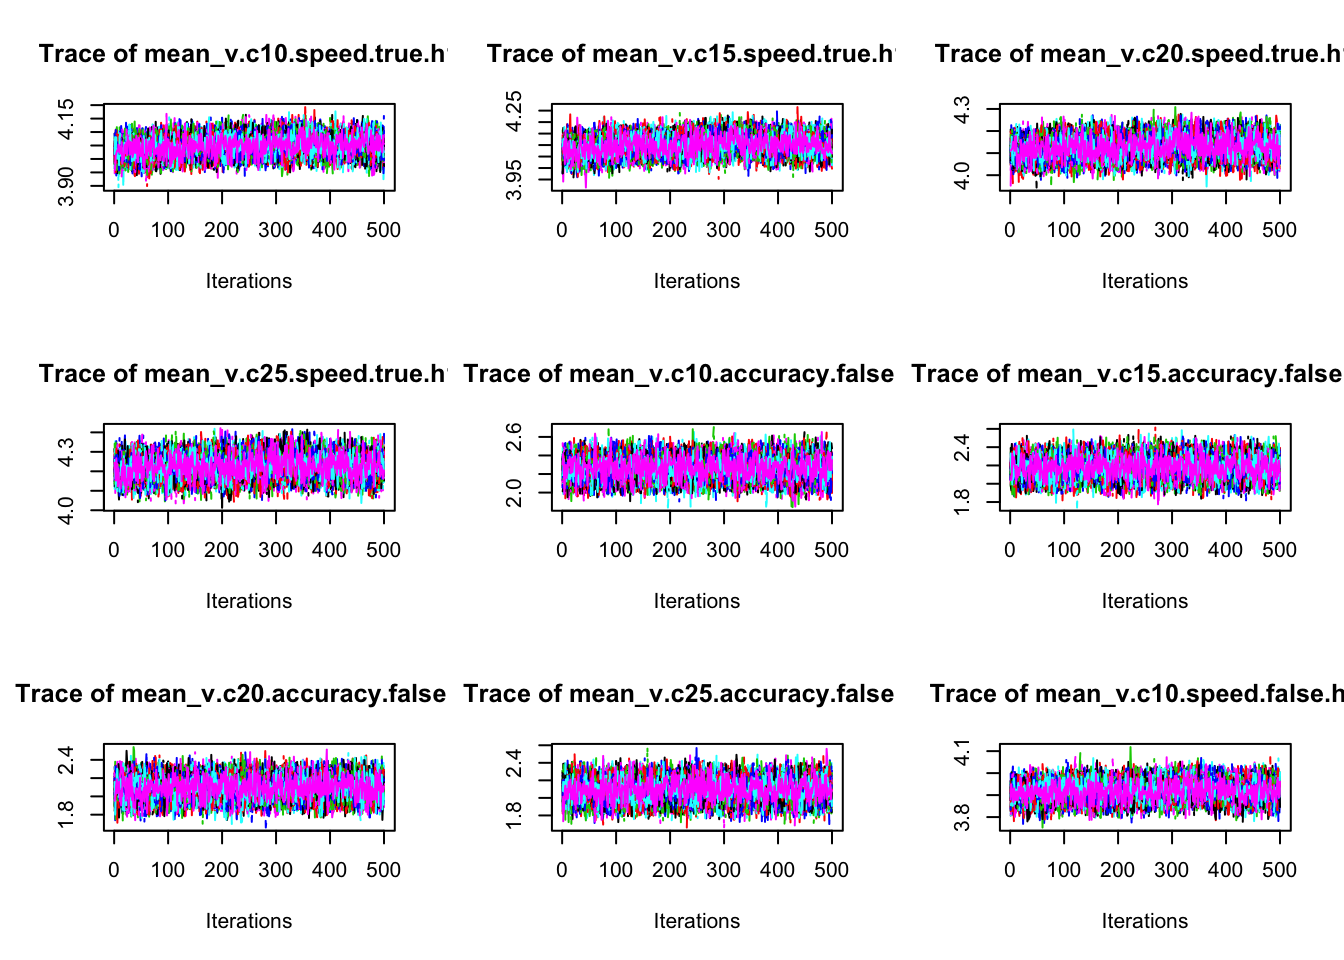 Trace of mean_v.c10.speed.true.h
Trace of mean_v.c15.speed.true.h
Trace of mean_v.c20.speed.true.h
4.15
3.90
0 100 200 300 400 500
Iterations
4.25
3.95
0 100 200 300 400 500
Iterations
4.3
4.0
0 100 200 300 400 500
Iterations
Trace of mean_v.c25.speed.true.h
Trace of mean_v.c10.accuracy.false
Trace of mean_v.c15.accuracy.false
4.3
4.0
0 100 200 300 400 500
Iterations
2.6
2.0
0 100 200 300 400 500
Iterations
2.4
1.8
0 100 200 300 400 500
Iterations
Trace of mean_v.c20.accuracy.false
Trace of mean_v.c25.accuracy.false
Trace of mean_v.c10.speed.false.h
2.4
1.8
0 100 200 300 400 500
Iterations
2.4
1.8
0 100 200 300 400 500
Iterations
4.1
3.8
0 100 200 300 400 500
Iterations